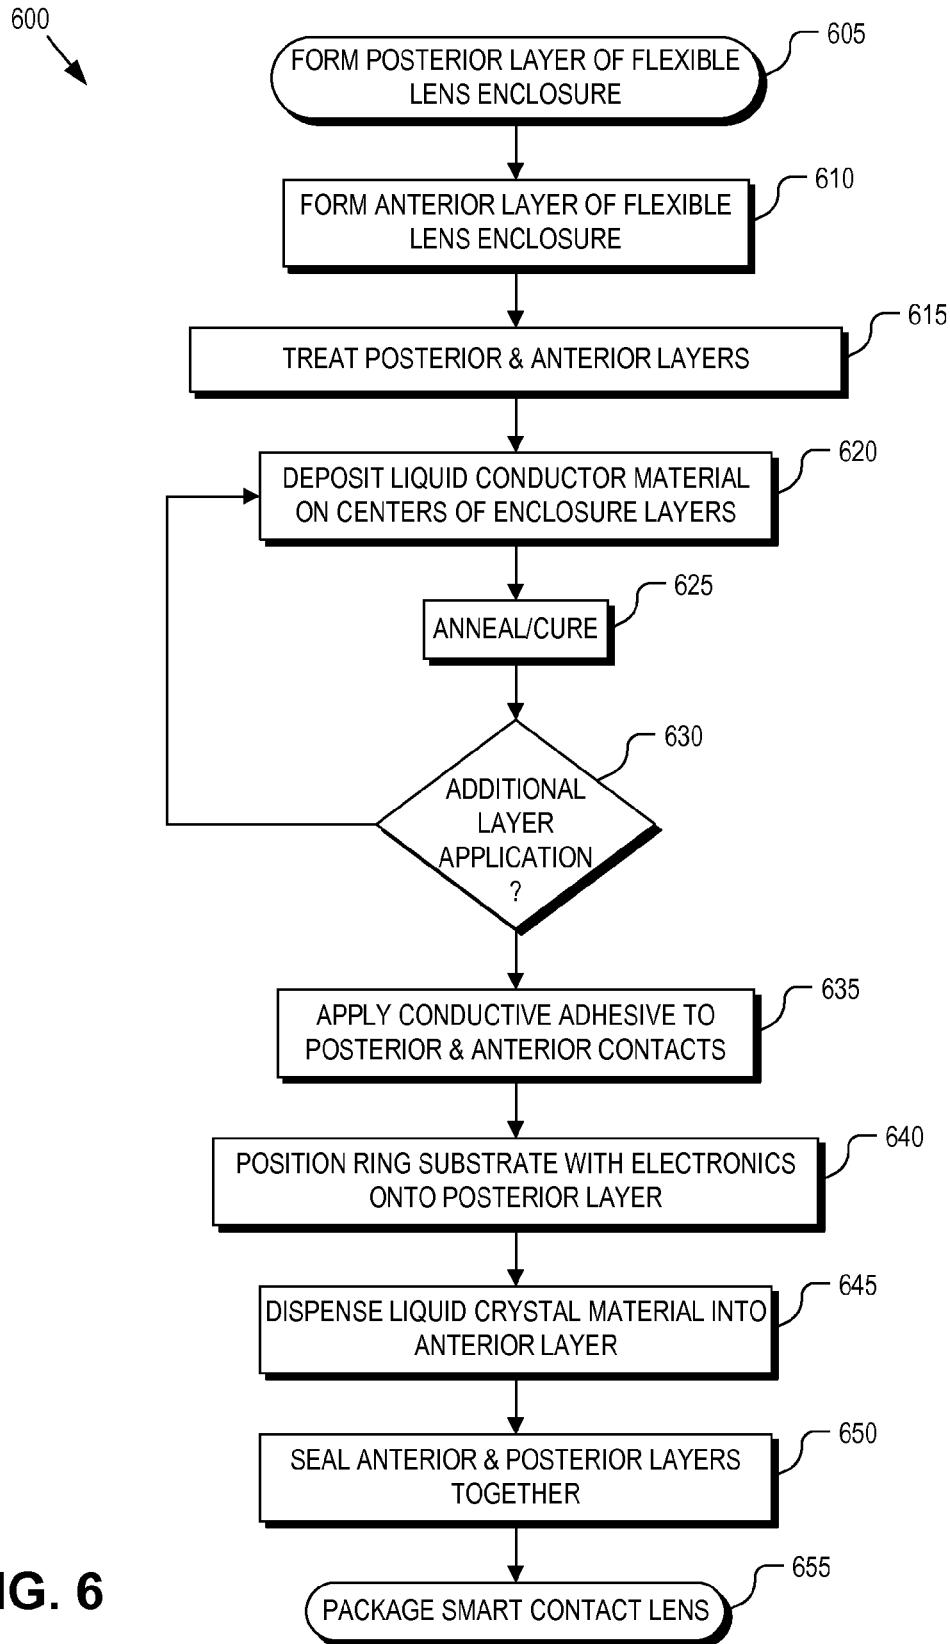 600
FORM POSTERIOR LAYER OF FLEXIBLE
LENS ENCLOSURE
605
FORM ANTERIOR LAYER OF FLEXIBLE
LENS ENCLOSURE
610
TREAT POSTERIOR & ANTERIOR LAYERS
615
DEPOSIT LIQUID CONDUCTOR MATERIAL
ON CENTERS OF ENCLOSURE LAYERS
620
ANNEAL/CURE
625
ADDITIONAL
LAYER
APPLICATION
?
630
APPLY CONDUCTIVE ADHESIVE TO
POSTERIOR & ANTERIOR CONTACTS
635
POSITION RING SUBSTRATE WITH ELECTRONICS
ONTO POSTERIOR LAYER
640
DISPENSE LIQUID CRYSTAL MATERIAL INTO
ANTERIOR LAYER
645
SEAL ANTERIOR & POSTERIOR LAYERS
TOGETHER
650
PACKAGE SMART CONTACT LENS
655
IG. 6